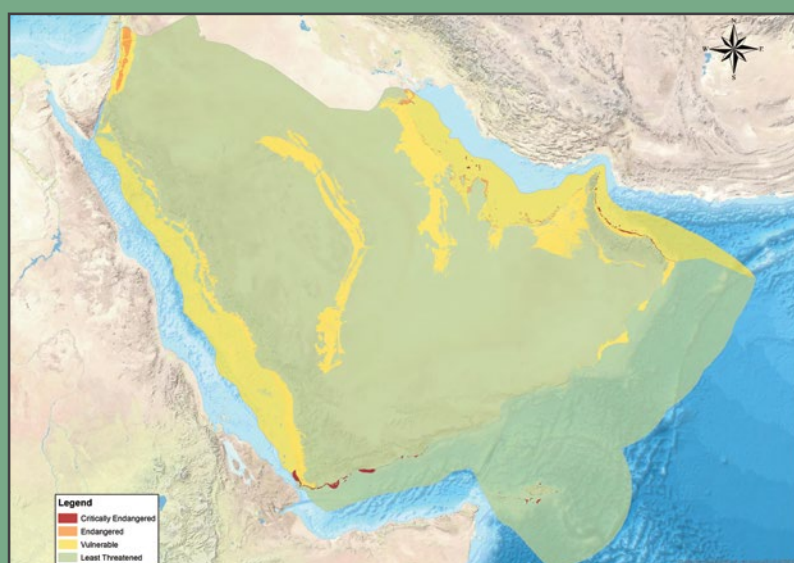 N
W E
S
Legend
Critically Endangered
Endangered
Vulnerable
Least Threatened